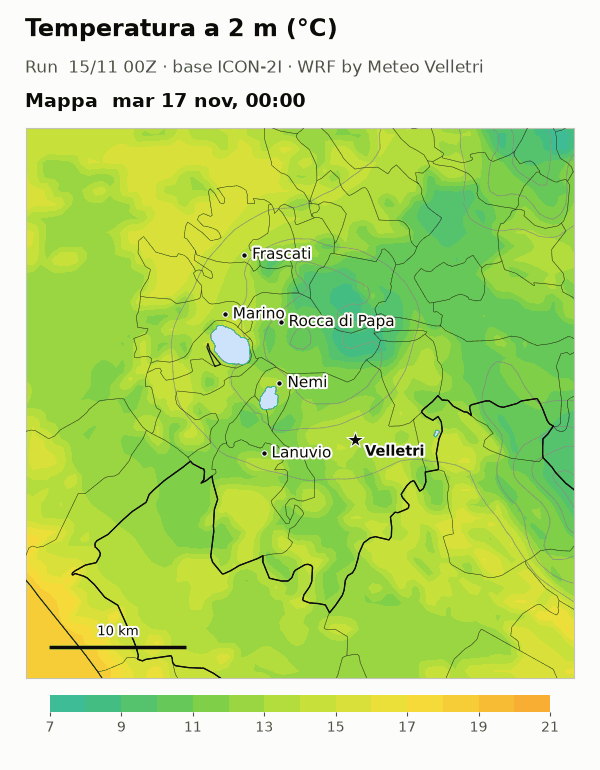 Temperatura a 2 m (°C)
Run  15/11 00Z · base ICON-2I · WRF by Meteo Velletri
Mappa  mar 17 nov, 00:00
Frascati
Marino
Rocca di Papa
Nemi
Velletri
Lanuvio
10 km
7 9 11 13 15 17 19 21